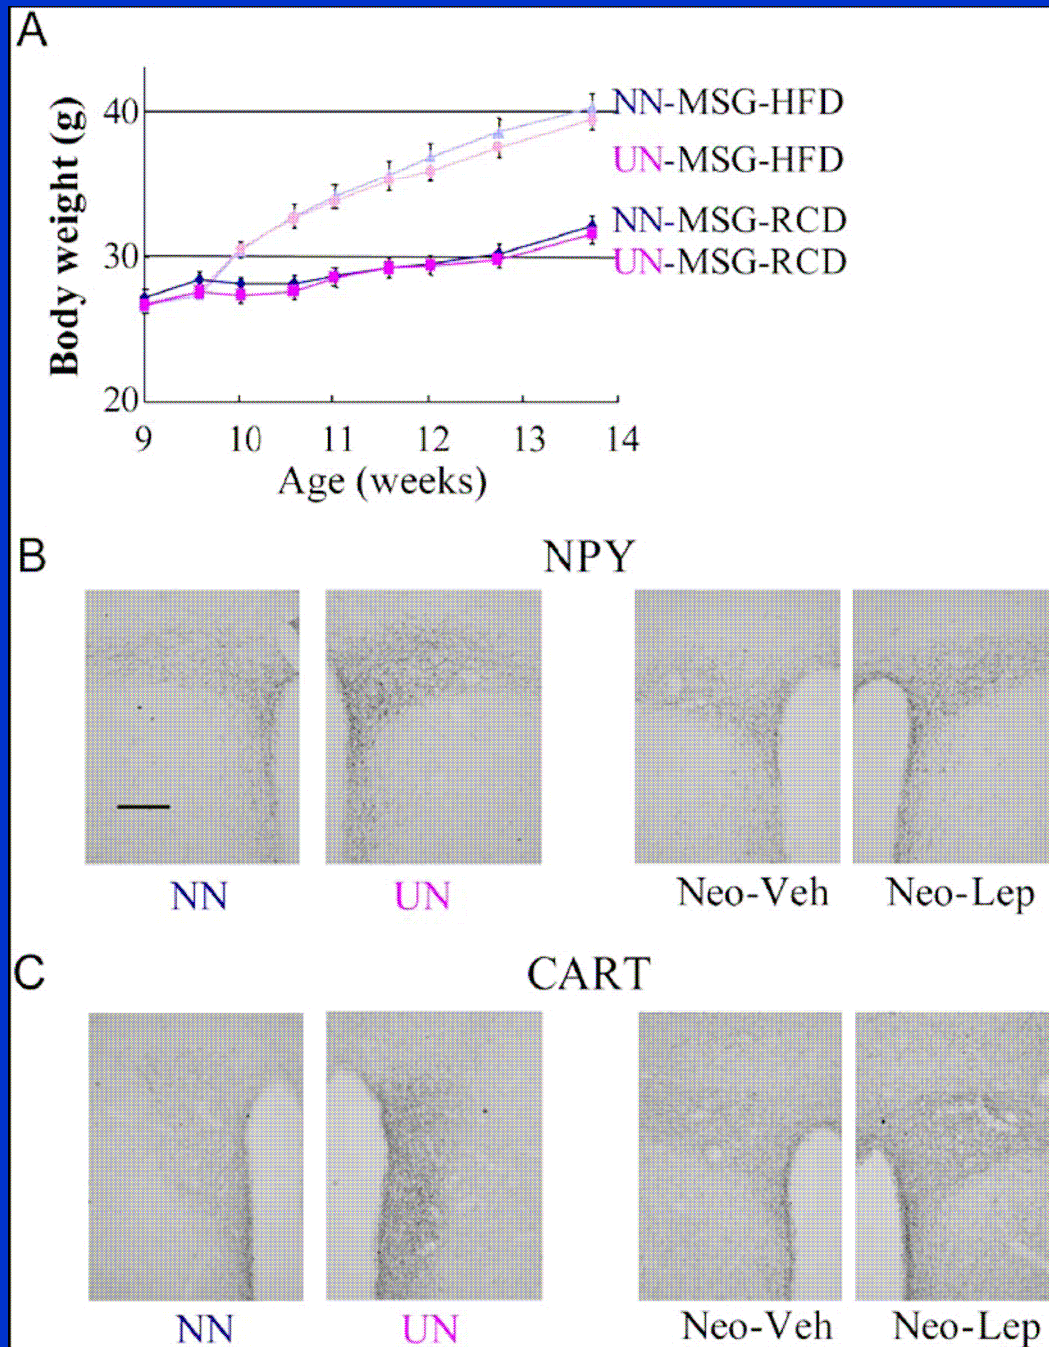 A
Body weight (g)
40
30
20
9 10 11 12 13 14
Age (weeks)
NN-MSG-HFD
UN-MSG-HFD
NN-MSG-RCD
UN-MSG-RCD
B
NPY
NN UN Neo-Veh Neo-Lep
C
CART
NN UN Neo-Veh Neo-Lep